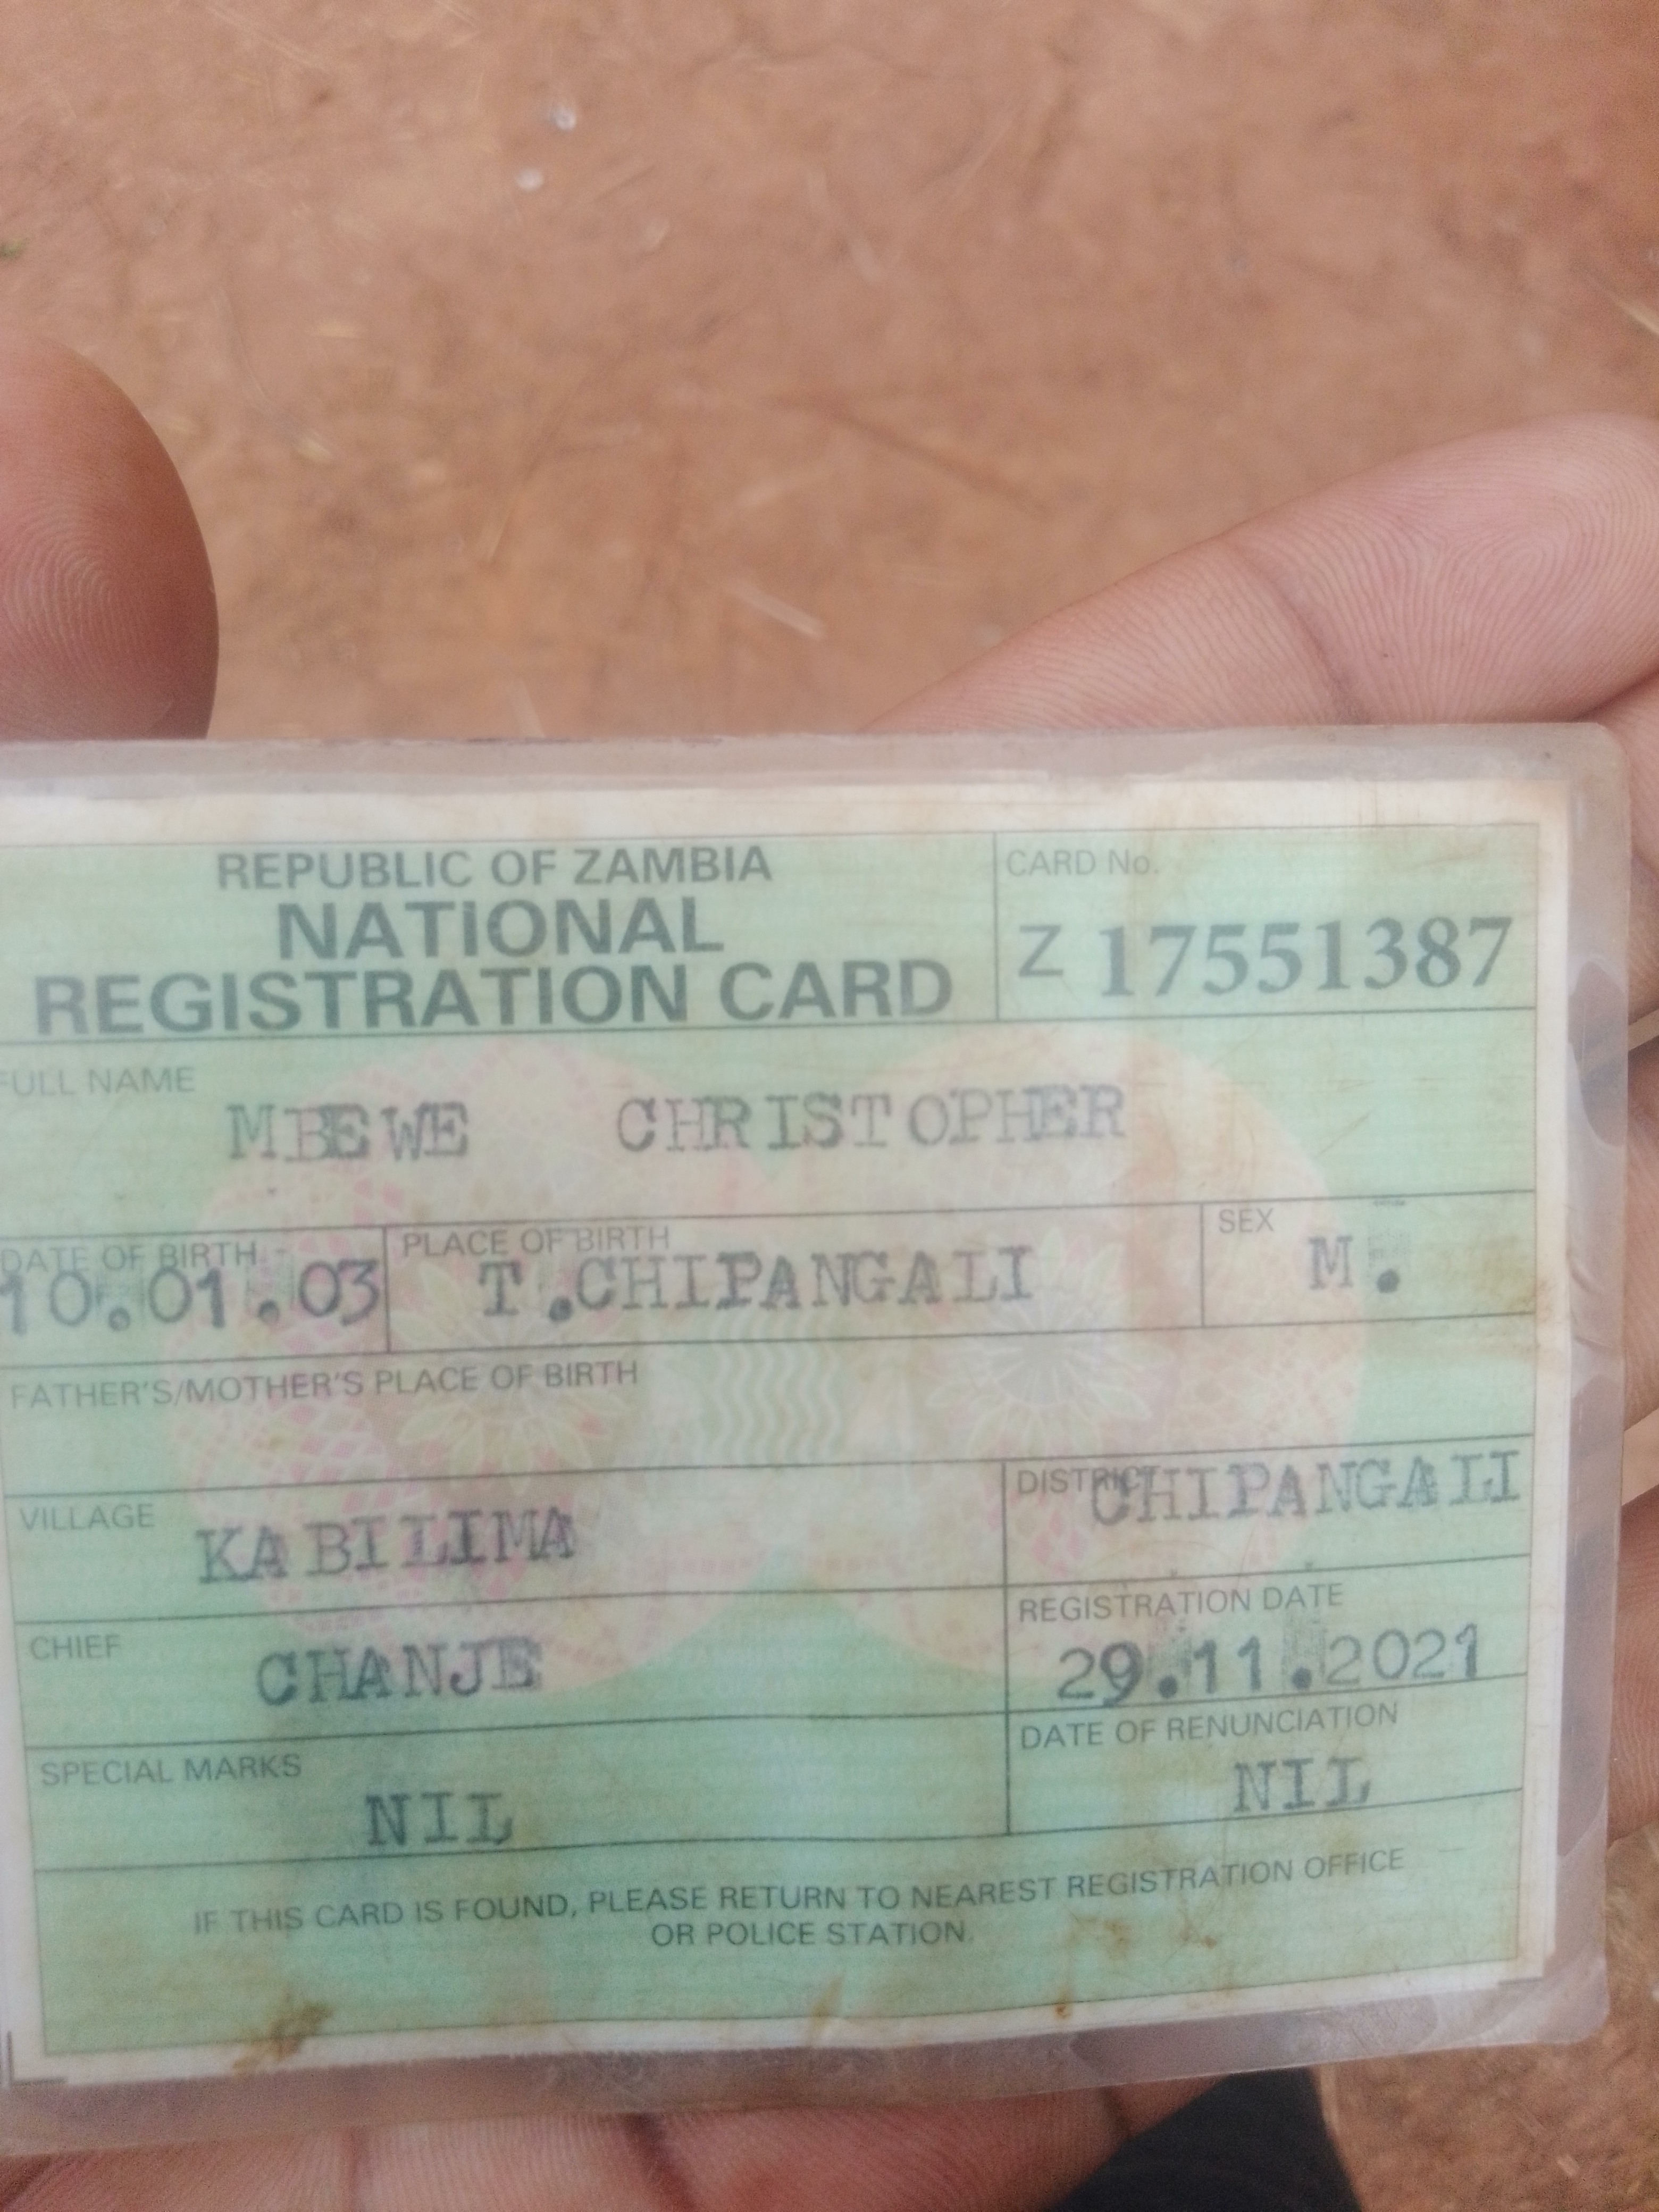 REPUBLIC OF ZAMBIA
NATIONAL
REGISTRATION CARD
CARD No.
Z 17551387
FULL NAME
MBEWE CHRISTOPHER
DATE OF BIRTH
10.01.03
PLACE OF BIRTH
T.CHIPANGALI
SEX
M.
FATHER'S/MOTHER'S PLACE OF BIRTH
VILLAGE
KABILIMA
DISTRICT
CHIPANGALI
CHIEF
CHANJE
REGISTRATION DATE
29.11.2021
SPECIAL MARKS
NIL
DATE OF RENUNCIATION
NIL
IF THIS CARD IS FOUND, PLEASE RETURN TO NEAREST REGISTRATION OFFICE
OR POLICE STATION.